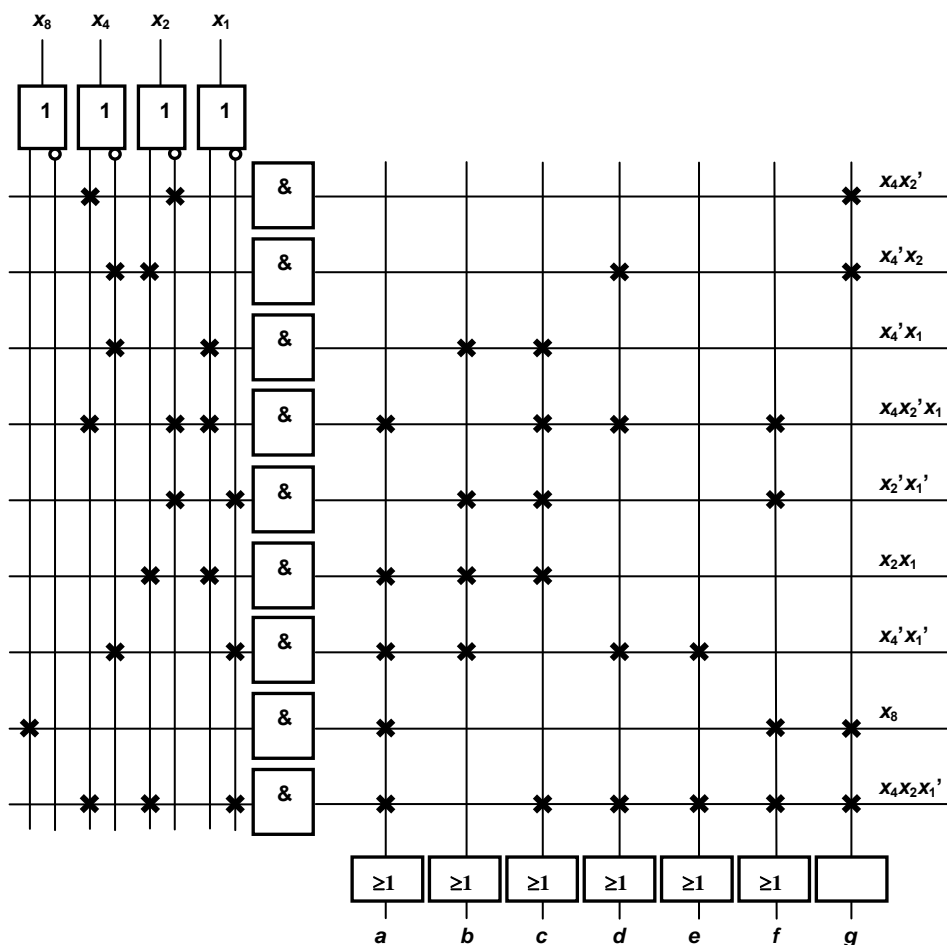 x₈ x₄ x₂ x₁
1 1 1 1
& x₄x₂’
& x₄’x₂
& x₄’x₁
& x₄x₂’x₁
& x₂’x₁’
& x₂x₁
& x₄’x₁’
& x₈
& x₄x₂x₁’
≥1 ≥1 ≥1 ≥1 ≥1 ≥1
a b c d e f g